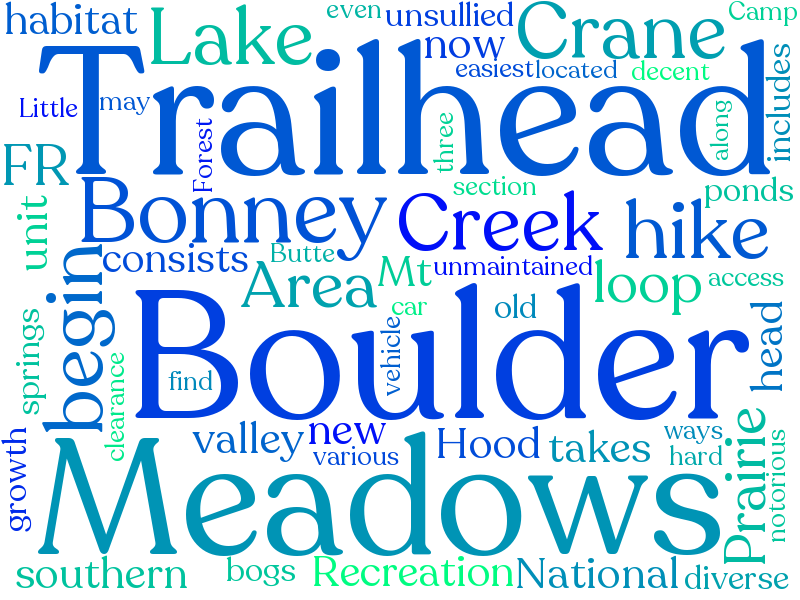 habitat
Lake
even
unsullied
now
Crane
Camp
easiest
located
decent
Little
may
Trailhead
includes
FR
Forest
three
along
section
ponds
unit
Bonney
Creek
hike
consists
Butte
Mt
unmaintained
loop
access
begin
Area
car
old
springs
Boulder
head
find
vehicle
clearance
valley
new
Hood
takes
ways
various
hard
growth
Meadows
Prairie
notorious
southern
bogs
Recreation
National
diverse